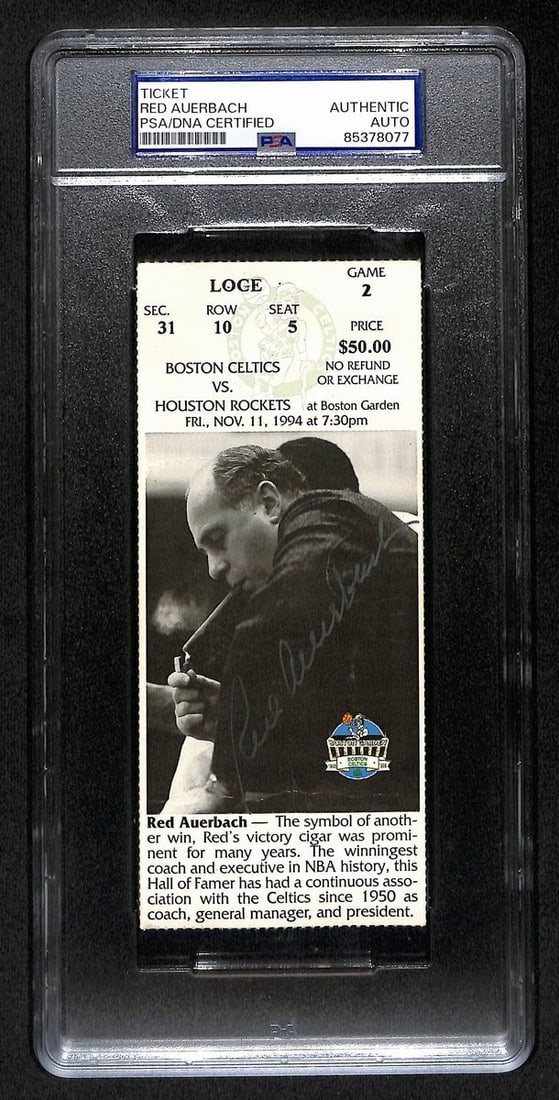 TICKET
RED AUERBACH AUTHENTIC
PSA/DNA CERTIFIED AUTO
PSA 85378077
LOGE GAME
2
SEC. ROW SEAT
31 10 5 PRICE
$50.00
BOSTON CELTICS NO REFUND
VS. OR EXCHANGE
HOUSTON ROCKETS at Boston Garden
FRI., NOV. 11, 1994 at 7:30pm
Red Auerbach
BOSTON GARDEN
BOSTON
CELTICS
Red Auerbach — The symbol of anoth-
er win, Red's victory cigar was promi-
nent for many years. The winningest
coach and executive in NBA history, this
Hall of Famer has had a continuous asso-
ciation with the Celtics since 1950 as
coach, general manager, and president.